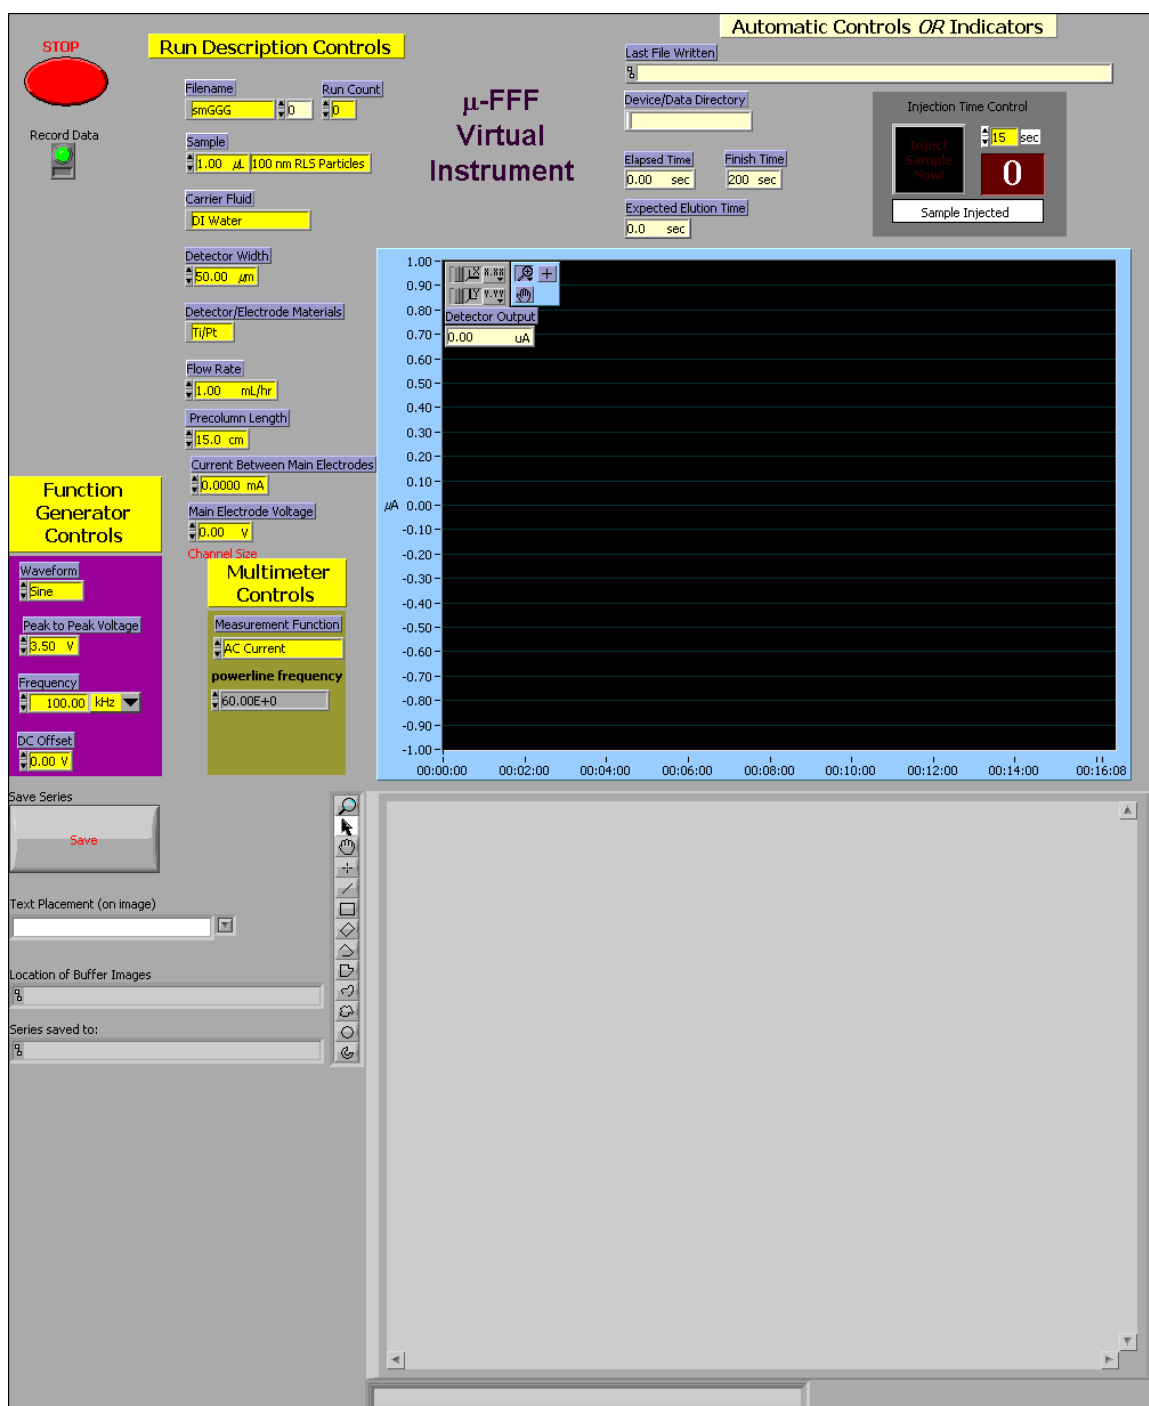 STOP
Record Data
Run Description Controls
Filename
Run Count
smGGG
0
0
Sample
1.00 μL
100 nm RLS Particles
Carrier Fluid
DI Water
Detector Width
50.00 μm
Detector/Electrode Materials
Ti/Pt
Flow Rate
1.00 mL/hr
Precolumn Length
15.0 cm
Current Between Main Electrodes
0.0000 mA
Main Electrode Voltage
0.00 V
Channel Size
μ-FFF
Virtual
Instrument
Automatic Controls OR Indicators
Last File Written
Device/Data Directory
Elapsed Time
Finish Time
0.00 sec
200 sec
Expected Elution Time
0.0 sec
Injection Time Control
Inject
Sample
Now!
15 sec
0
Sample Injected
Function
Generator
Controls
Waveform
Sine
Peak to Peak Voltage
3.50 V
Frequency
100.00 kHz
DC Offset
0.00 V
Multimeter
Controls
Measurement Function
AC Current
powerline frequency
60.00E+0
X X.XX
Y Y.YY
Detector Output
0.00 uA
1.00
0.90
0.80
0.70
0.60
0.50
0.40
0.30
0.20
0.10
μA 0.00
-0.10
-0.20
-0.30
-0.40
-0.50
-0.60
-0.70
-0.80
-0.90
-1.00
00:00:00 00:02:00 00:04:00 00:06:00 00:08:00 00:10:00 00:12:00 00:14:00 00:16:08
Save Series
Save
Text Placement (on image)
Location of Buffer Images
Series saved to: